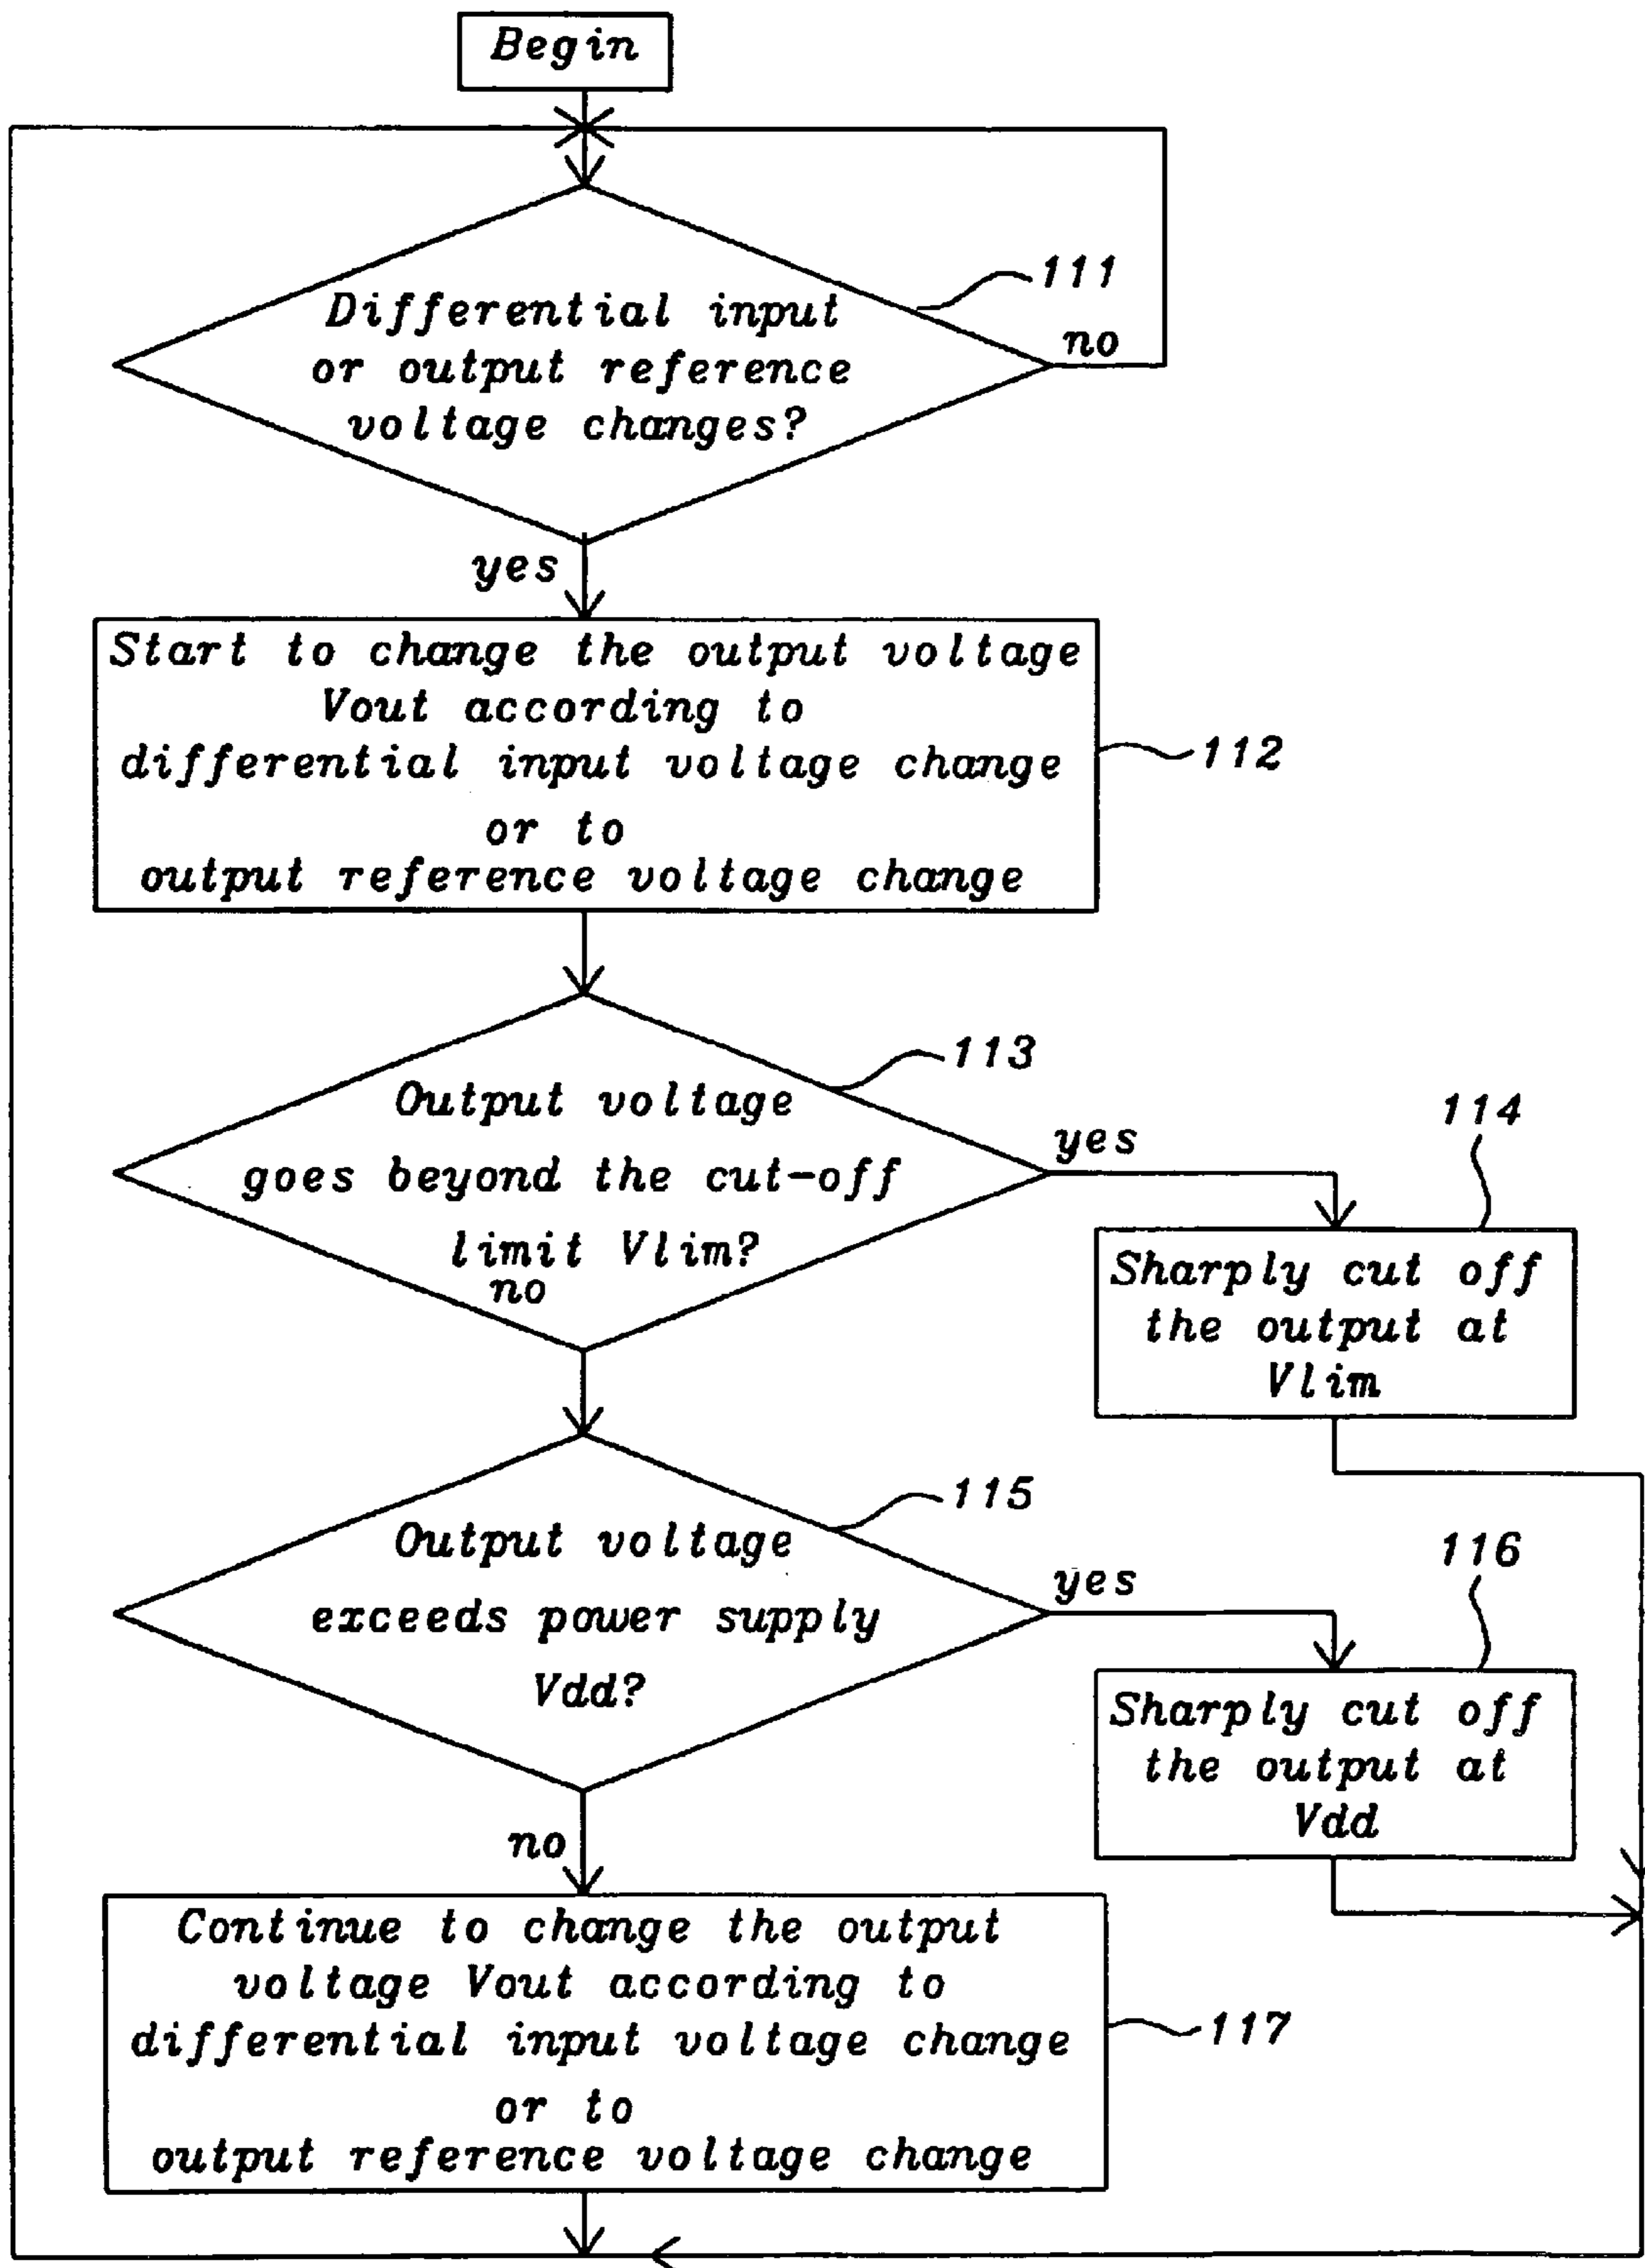 Begin
111
Differential input
or output reference
voltage changes?
no
yes
Start to change the output voltage
Vout according to
differential input voltage change
or to
output reference voltage change
112
113
Output voltage
goes beyond the cut-off
limit Vlim?
no
yes
114
Sharply cut off
the output at
Vlim
115
Output voltage
exceeds power supply
Vdd?
yes
116
Sharply cut off
the output at
Vdd
no
Continue to change the output
voltage Vout according to
differential input voltage change
or to
output reference voltage change
117